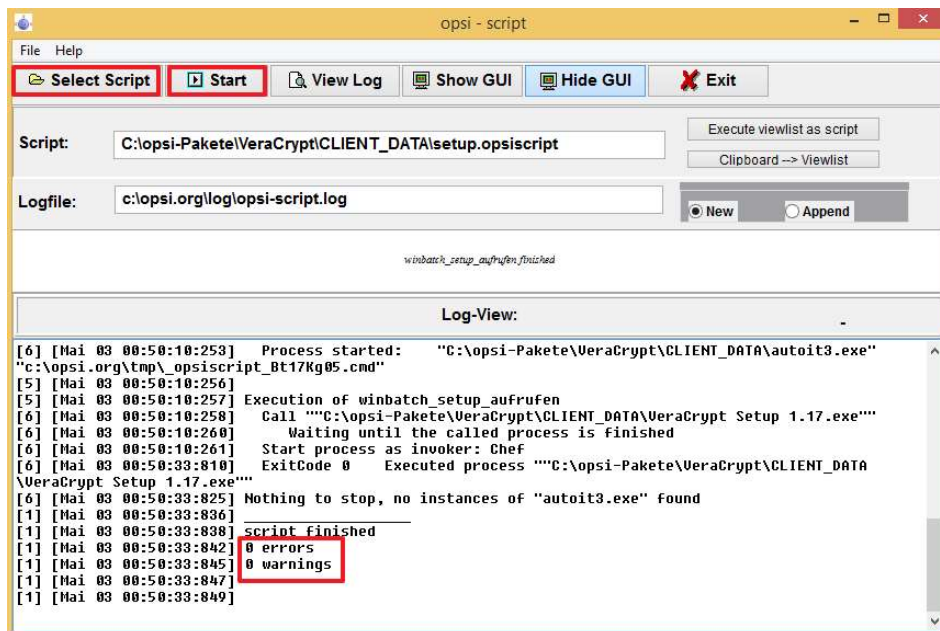 opsi - script
File Help
Select Script Start View Log Show GUI Hide GUI Exit
Script: C:\opsi-Pakete\VeraCrypt\CLIENT_DATA\setup.opsiscript
Execute viewlist as script
Clipboard --> Viewlist
Logfile: c:\opsi.org\log\opsi-script.log
New Append
winbatch_setup_aufrufen finished
Log-View:
-
[6] [Mai 03 00:50:10:253] Process started: "C:\opsi-Pakete\VeraCrypt\CLIENT_DATA\autoit3.exe"
"c:\opsi.org\tmp\_opsiscript_Bt17Kg05.cmd"
[5] [Mai 03 00:50:10:256]
[5] [Mai 03 00:50:10:257] Execution of winbatch_setup_aufrufen
[6] [Mai 03 00:50:10:258] Call ""C:\opsi-Pakete\VeraCrypt\CLIENT_DATA\VeraCrypt Setup 1.17.exe""
[6] [Mai 03 00:50:10:260] Waiting until the called process is finished
[6] [Mai 03 00:50:10:261] Start process as invoker: Chef
[6] [Mai 03 00:50:33:810] ExitCode 0 Executed process ""C:\opsi-Pakete\VeraCrypt\CLIENT_DATA
\VeraCrypt Setup 1.17.exe""
[6] [Mai 03 00:50:33:825] Nothing to stop, no instances of "autoit3.exe" found
[1] [Mai 03 00:50:33:836] ___________________
[1] [Mai 03 00:50:33:838] script finished
[1] [Mai 03 00:50:33:842] 0 errors
[1] [Mai 03 00:50:33:845] 0 warnings
[1] [Mai 03 00:50:33:847]
[1] [Mai 03 00:50:33:849]